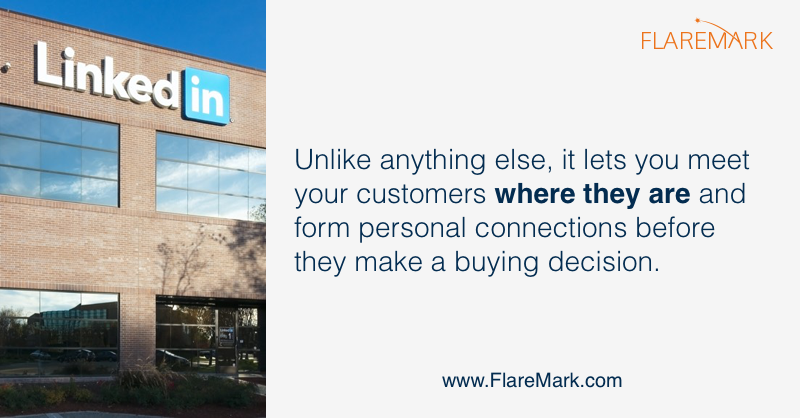 Linked in
FLAREMARK
Unlike anything else, it lets you meet
your customers where they are and
form personal connections before
they make a buying decision.
www.FlareMark.com